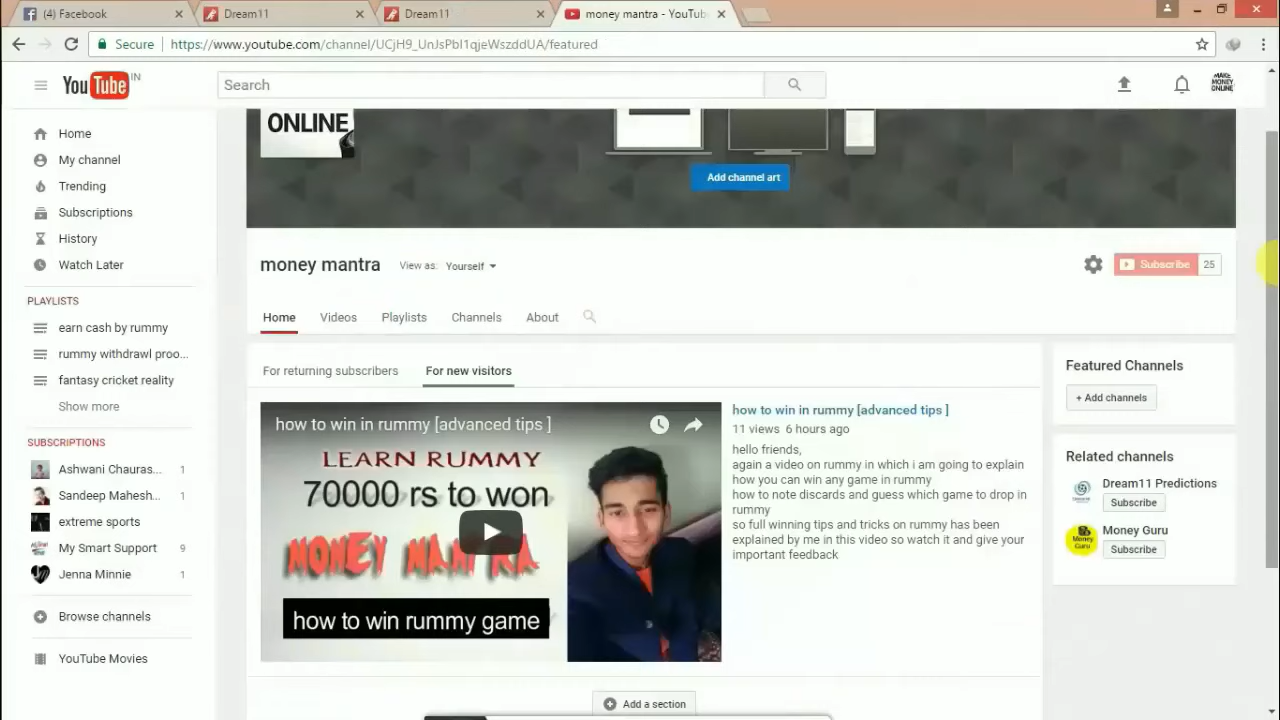 (4) Facebook
Dream11
Dream11
money mantra - YouTub
Secure
https://www.youtube.com/channel/UCjH9_UnJsPbI1qjeWszddUA/featured
YouTube IN
Search
MAKE
MONEY
ONLINE
ONLINE
Add channel art
Home
My channel
Trending
Subscriptions
History
Watch Later
PLAYLISTS
earn cash by rummy
rummy withdrawl proo...
fantasy cricket reality
Show more
SUBSCRIPTIONS
Ashwani Chauras... 1
Sandeep Mahesh... 1
extreme sports
My Smart Support 9
Jenna Minnie 1
Browse channels
YouTube Movies
money mantra
View as: Yourself
Subscribe 25
Home Videos Playlists Channels About
For returning subscribers For new visitors
how to win in rummy [advanced tips ]
LEARN RUMMY
70000 rs to won
MONEY MANTRA
how to win rummy game
how to win in rummy [advanced tips ]
11 views 6 hours ago
hello friends,
again a video on rummy in which i am going to explain
how you can win any game in rummy
how to note discards and guess which game to drop in
rummy
so full winning tips and tricks on rummy has been
explained by me in this video so watch it and give your
important feedback
Add a section
Featured Channels
+ Add channels
Related channels
Dream11 Predictions
Subscribe
Money
Guru
Money Guru
Subscribe